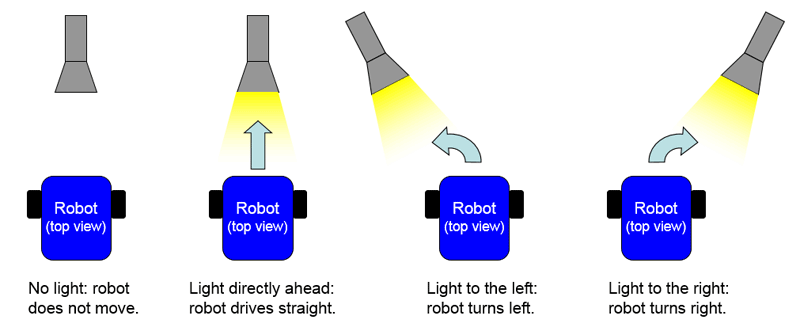 Robot
(top view)
Robot
(top view)
Robot
(top view)
Robot
(top view)
No light: robot
does not move.
Light directly ahead:
robot drives straight.
Light to the left:
robot turns left.
Light to the right:
robot turns right.